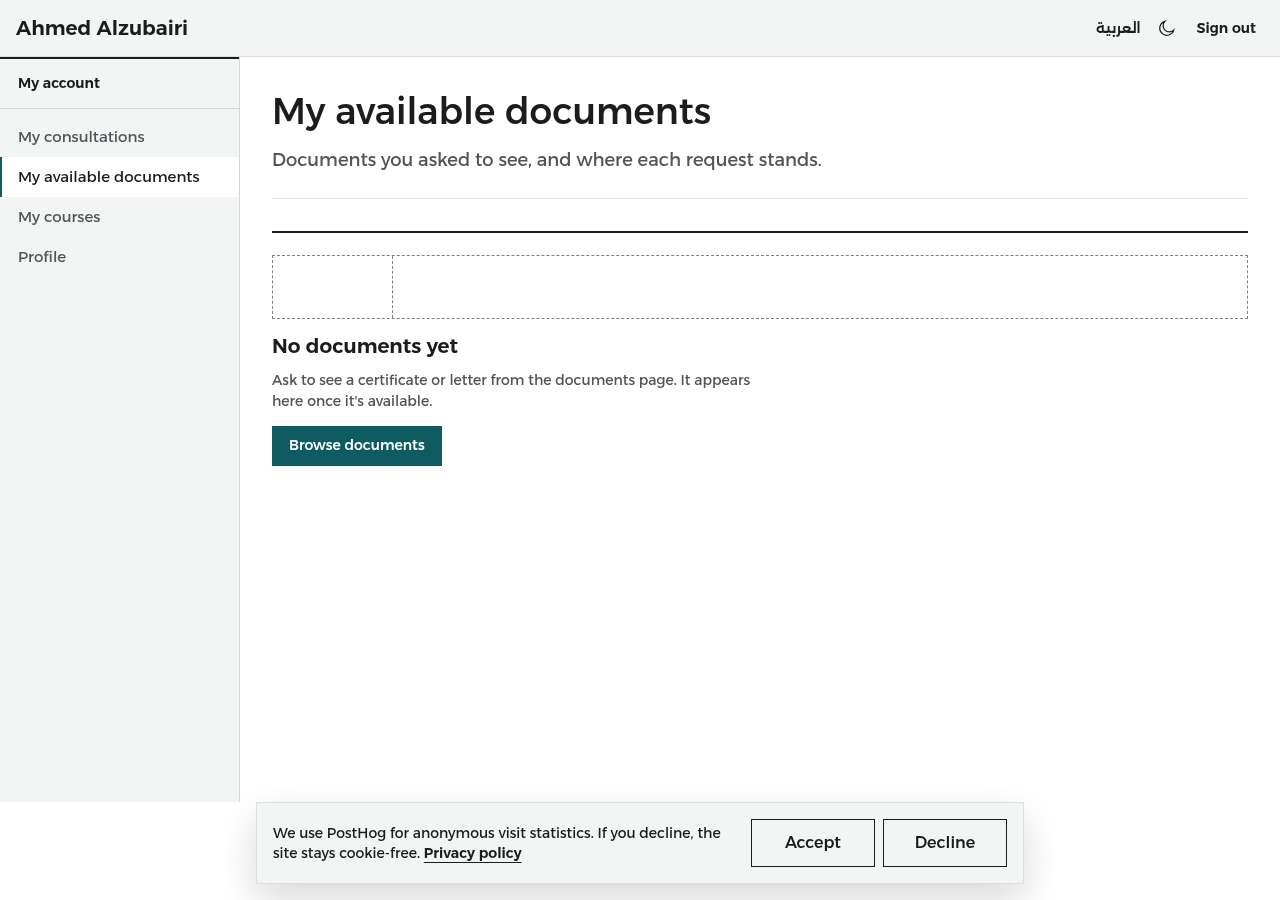 Ahmed Alzubairi
العربية
Sign out
My account
My consultations
My available documents
My courses
Profile
My available documents
Documents you asked to see, and where each request stands.
No documents yet
Ask to see a certificate or letter from the documents page. It appears
here once it's available.
Browse documents
We use PostHog for anonymous visit statistics. If you decline, the
site stays cookie-free. Privacy policy
Accept
Decline